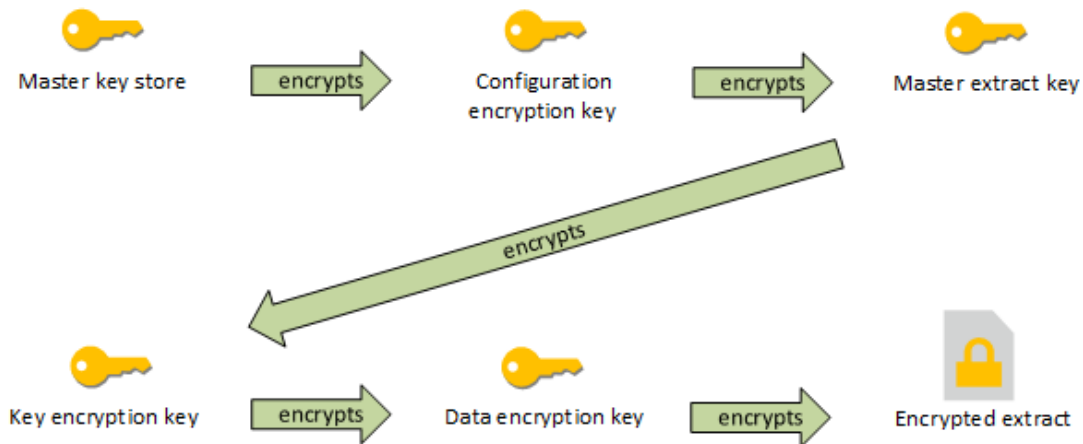 Master key store
encrypts
Configuration
encryption key
encrypts
Master extract key
encrypts
Key encryption key
encrypts
Data encryption key
encrypts
Encrypted extract